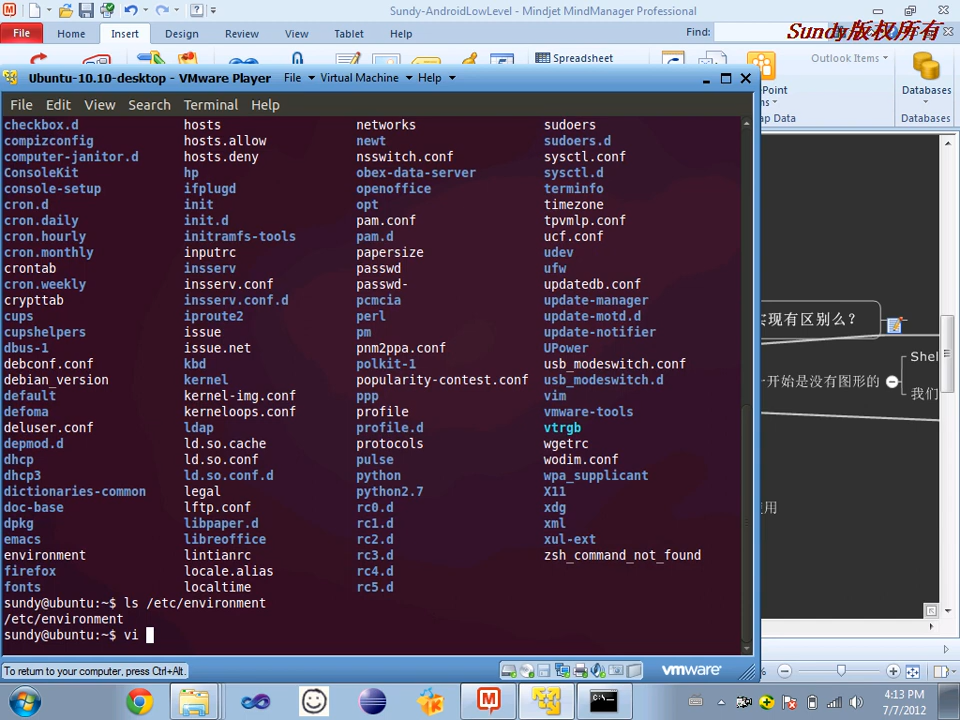 Sundy-AndroidLowLevel - Mindjet MindManager Professional
File Home Insert Design Review View Tablet Help Find:
Sundy版权所有
Spreadsheet
Outlook Items
Databases
Databases
Ubuntu-10.10-desktop - VMware Player File Virtual Machine Help
File Edit View Search Terminal Help
checkbox.d hosts networks sudoers
compizconfig hosts.allow newt sudoers.d
computer-janitor.d hosts.deny nsswitch.conf sysctl.conf
ConsoleKit hp obex-data-server sysctl.d
console-setup ifplugd openoffice terminfo
cron.d init opt timezone
cron.daily init.d pam.conf tpvmlp.conf
cron.hourly initramfs-tools pam.d ucf.conf
cron.monthly inputrc papersize udev
crontab insserv passwd ufw
cron.weekly insserv.conf passwd- updatedb.conf
crypttab insserv.conf.d pcmcia update-manager
cups iproute2 perl update-motd.d
cupshelpers issue pm update-notifier
dbus-1 issue.net pnm2ppa.conf UPower
debconf.conf kbd polkit-1 usb_modeswitch.conf
debian_version kernel popularity-contest.conf usb_modeswitch.d
default kernel-img.conf ppp vim
defoma kerneloops.conf profile vmware-tools
deluser.conf ldap profile.d vtrgb
depmod.d ld.so.cache protocols wgetrc
dhcp ld.so.conf pulse wodim.conf
dhcp3 ld.so.conf.d python wpa_supplicant
dictionaries-common legal python2.7 X11
doc-base lftp.conf rc0.d xdg
dpkg libpaper.d rc1.d xml
emacs libreoffice rc2.d xul-ext
environment lintianrc rc3.d zsh_command_not_found
firefox locale.alias rc4.d
fonts localtime rc5.d
sundy@ubuntu:~$ ls /etc/environment
/etc/environment
sundy@ubuntu:~$ vi
现有区别么？
Shel
一开始是没有图形的
我们
用
To return to your computer, press Ctrl+Alt.
vmware
4:13 PM
7/7/2012